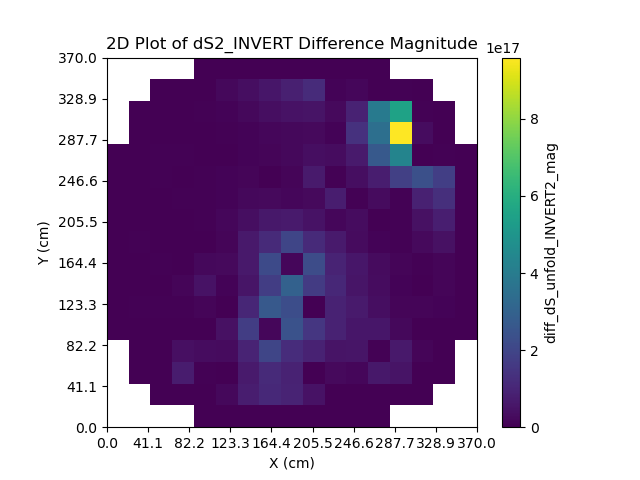 2D Plot of dS2_INVERT Difference Magnitude
1e17
370.0
328.9
287.7
246.6
205.5
164.4
123.3
82.2
41.1
0.0
Y (cm)
0.0 41.1 82.2 123.3 164.4 205.5 246.6 287.7 328.9 370.0
X (cm)
8
6
4
2
0
diff_dS_unfold_INVERT2_mag